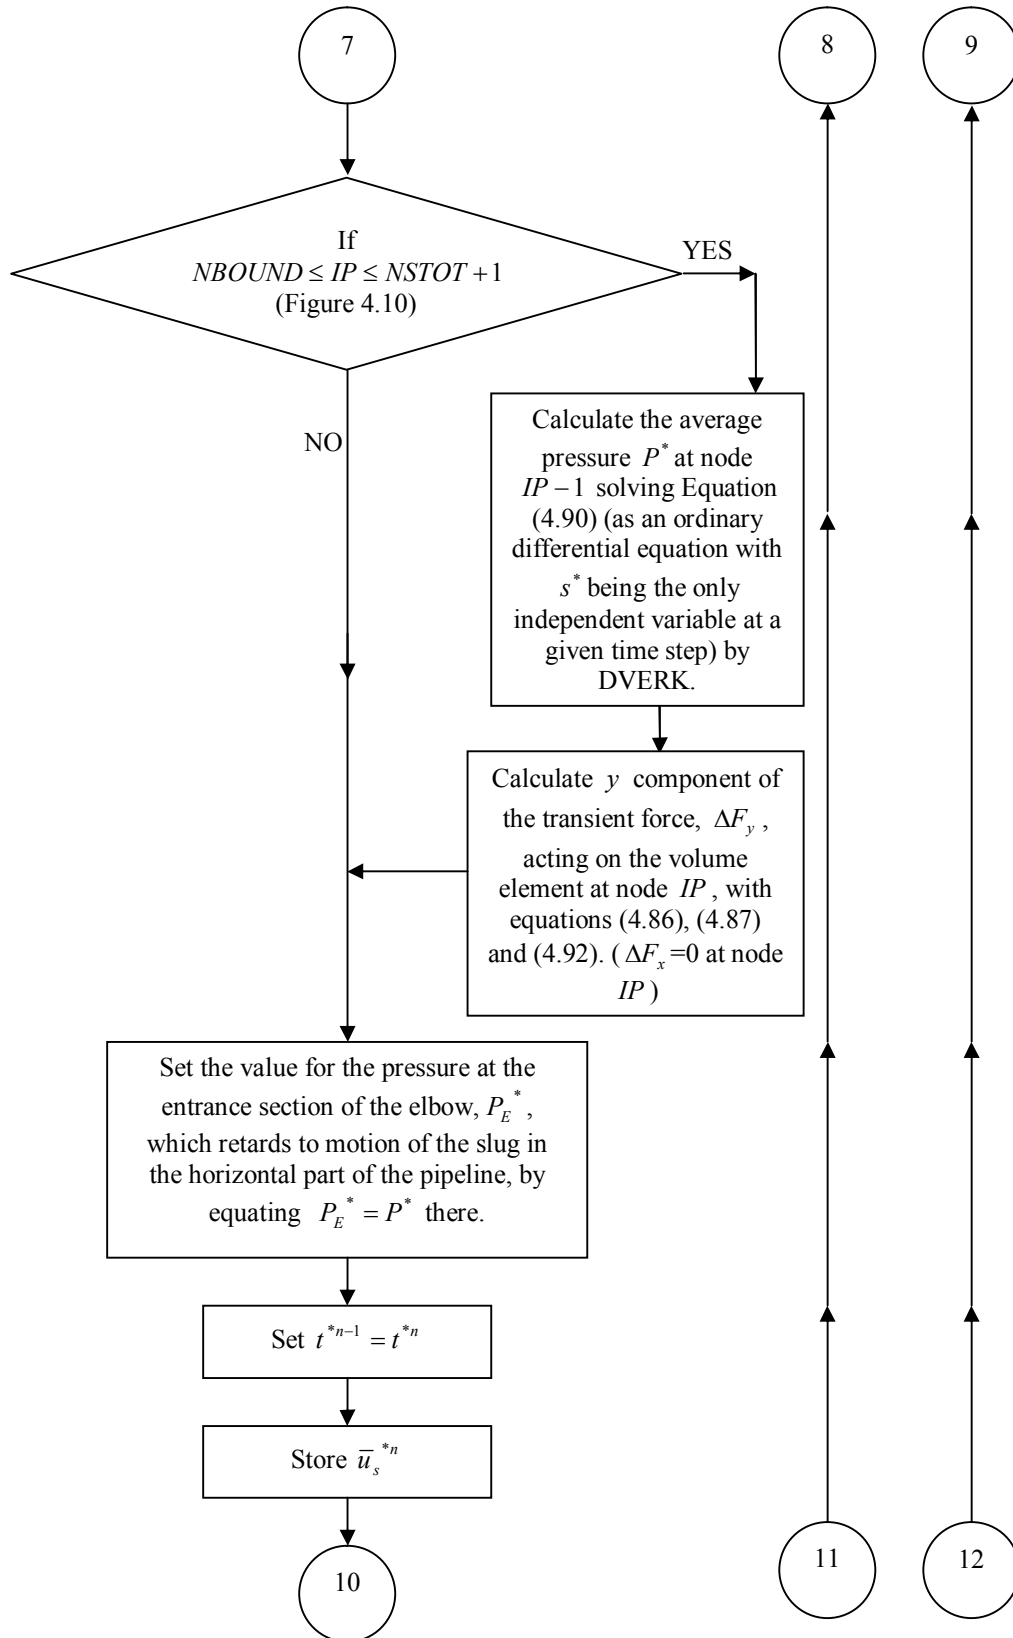 7
8
9
If
NBOUND ≤ IP ≤ NSTOT + 1
(Figure 4.10)
YES
NO
Calculate the average
pressure P* at node
IP – 1 solving Equation
(4.90) (as an ordinary
differential equation with
s* being the only
independent variable at a
given time step) by
DVERK.
Calculate y component of
the transient force, ΔF_y ,
acting on the volume
element at node IP , with
equations (4.86), (4.87)
and (4.92). ( ΔF_x =0 at node
IP )
Set the value for the pressure at the
entrance section of the elbow, P_E* ,
which retards to motion of the slug in
the horizontal part of the pipeline, by
equating P_E* = P* there.
Set t^{*n−1} = t^{*n}
Store ū_s^{*n}
10
11
12